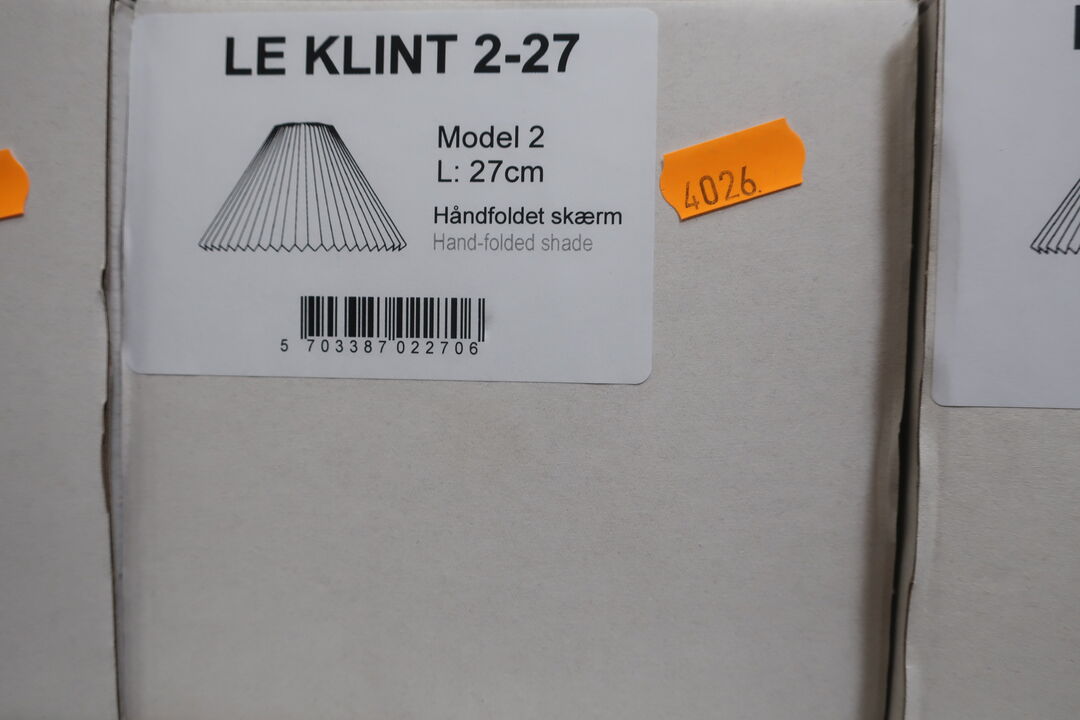 LE KLINT 2-27
Model 2
L: 27cm
Håndfoldet skærm
Hand-folded shade
5 703387 022706
4026.